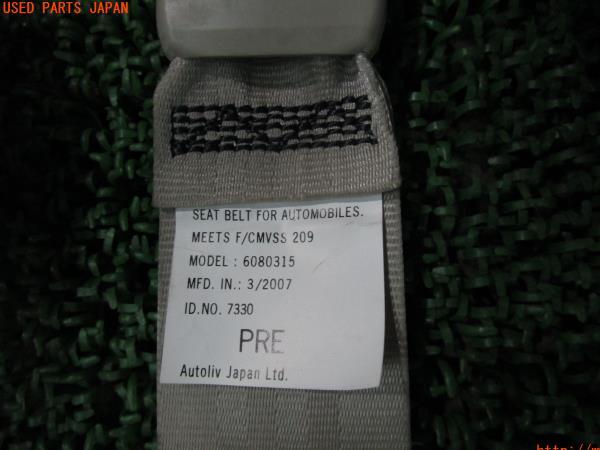 USED PARTS JAPAN
SEAT BELT FOR AUTOMOBILES.
MEETS F/CMVSS 209
MODEL : 6080315
MFD. IN.: 3/2007
ID.NO. 7330
PRE
Autoliv Japan Ltd.